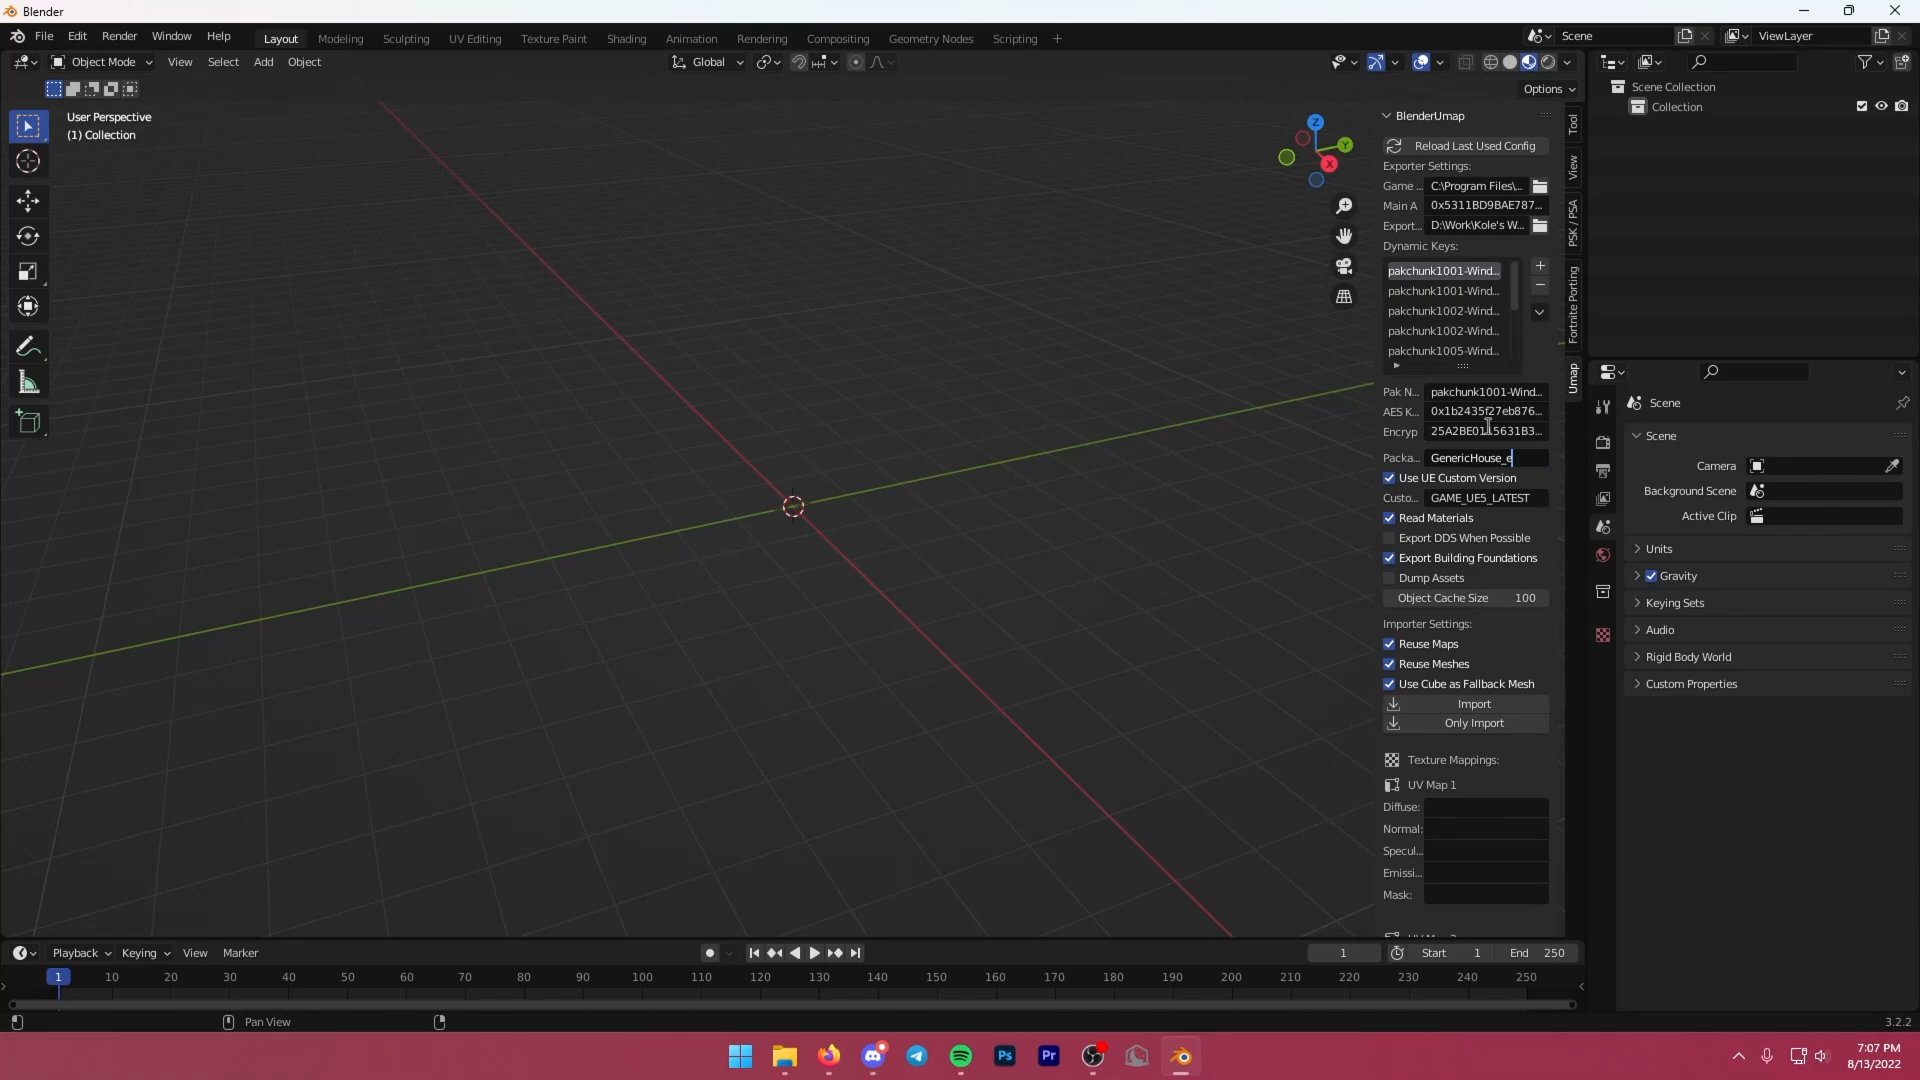 Blender
File Edit Render Window Help
Layout Modeling Sculpting UV Editing Texture Paint Shading Animation Rendering Compositing Geometry Nodes Scripting +
Scene
ViewLayer
Object Mode View Select Add Object
Global
Options
User Perspective
(1) Collection
Z
Y
X
BlenderUmap
Reload Last Used Config
Exporter Settings:
Game ... C:\Program Files\...
Main A 0x5311BD9BAE787...
Export... D:\Work\Kole's W...
Dynamic Keys:
pakchunk1001-Wind...
pakchunk1001-Wind...
pakchunk1002-Wind...
pakchunk1002-Wind...
pakchunk1005-Wind...
Pak N... pakchunk1001-Wind...
AES K... 0x1b2435f27eb876...
Encryp 25A2BE0115631B3...
Packa... GenericHouse_e
Use UE Custom Version
Custo... GAME_UE5_LATEST
Read Materials
Export DDS When Possible
Export Building Foundations
Dump Assets
Object Cache Size 100
Importer Settings:
Reuse Maps
Reuse Meshes
Use Cube as Fallback Mesh
Import
Only Import
Texture Mappings:
UV Map 1
Diffuse:
Normal:
Specul...
Emissi...
Mask:
Tool
View
PSK / PSA
Fortnite Porting
Umap
Scene Collection
Collection
Scene
Scene
Camera
Background Scene
Active Clip
Units
Gravity
Keying Sets
Audio
Rigid Body World
Custom Properties
Playback Keying View Marker
1 Start 1 End 250
1 10 20 30 40 50 60 70 80 90 100 110 120 130 140 150 160 170 180 190 200 210 220 230 240 250
Pan View
3.2.2
Ps
Pr
7:07 PM
8/13/2022